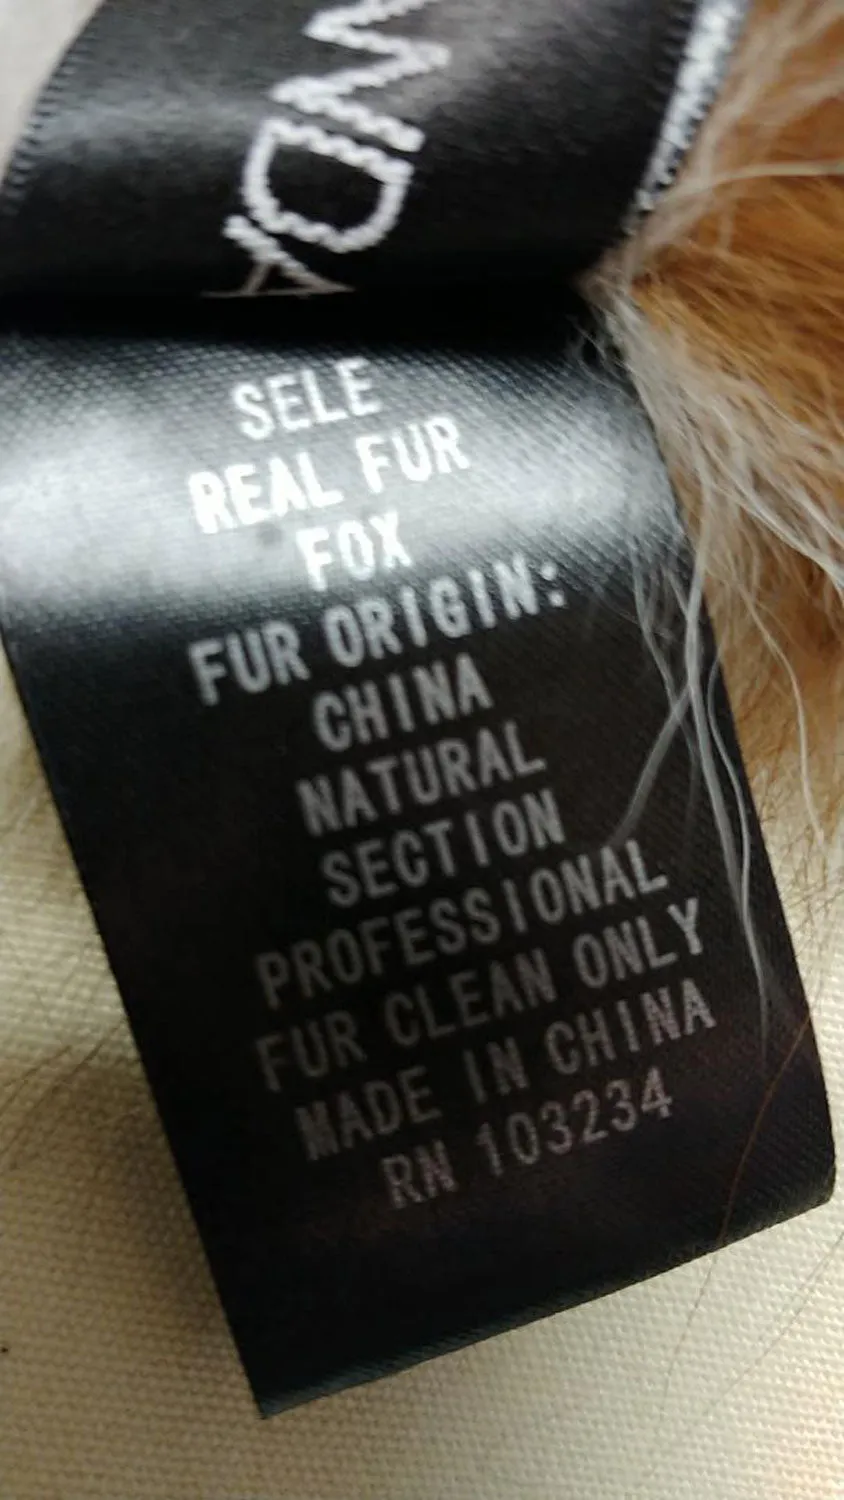 SELE
REAL FUR
FOX
FUR ORIGIN:
CHINA
NATURAL
SECTION
PROFESSIONAL
FUR CLEAN ONLY
MADE IN CHINA
RN 103234